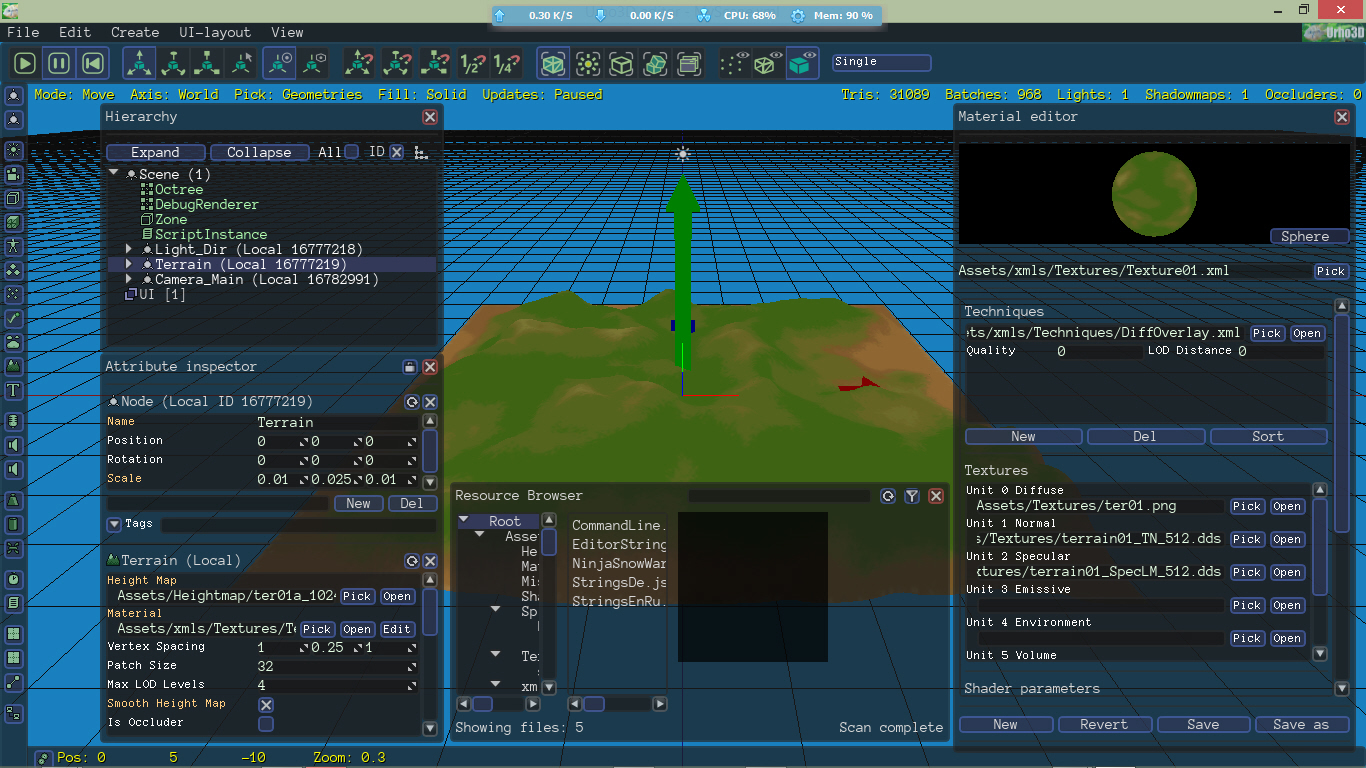 0.30 K/S 0.00 K/S CPU: 68% Mem: 90 %
File Edit Create UI-layout View
Urho3D
1/2? 1/4? Single
Mode: Move Axis: World Pick: Geometries Fill: Solid Updates: Paused Tris: 31089 Batches: 968 Lights: 1 Shadowmaps: 1 Occluders: 0
Hierarchy
Expand Collapse All ID
Scene (1)
Octree
DebugRenderer
Zone
ScriptInstance
Light_Dir (Local 16777218)
Terrain (Local 16777219)
Camera_Main (Local 16782991)
UI [1]
Attribute inspector
Node (Local ID 16777219)
Name Terrain
Position 0 0 0
Rotation 0 0 0
Scale 0.01 0.025 0.01
New Del
Tags
Terrain (Local)
Height Map
Assets/Heightmap/ter01a_102 Pick Open
Material
Assets/xmls/Textures/T Pick Open Edit
Vertex Spacing 1 0.25 1
Patch Size 32
Max LOD Levels 4
Smooth Height Map
Is Occluder
Resource Browser
Root
Asse
He
Ma
Mi
Sh
Sp
Te
xm
CommandLine.
EditorString
NinjaSnowWar
StringsDe.js
StringsEnRu.
Showing files: 5 Scan complete
Material editor
Sphere
Assets/xmls/Textures/Texture01.xml Pick
Techniques
ets/xmls/Techniques/DiffOverlay.xml Pick Open
Quality 0 LOD Distance 0
New Del Sort
Textures
Unit 0 Diffuse
Assets/Textures/ter01.png Pick Open
Unit 1 Normal
s/Textures/terrain01_TN_512.dds Pick Open
Unit 2 Specular
tures/terrain01_SpecLM_512.dds Pick Open
Unit 3 Emissive
Pick Open
Unit 4 Environment
Pick Open
Unit 5 Volume
Shader parameters
New Revert Save Save as
Pos: 0 5 -10 Zoom: 0.3